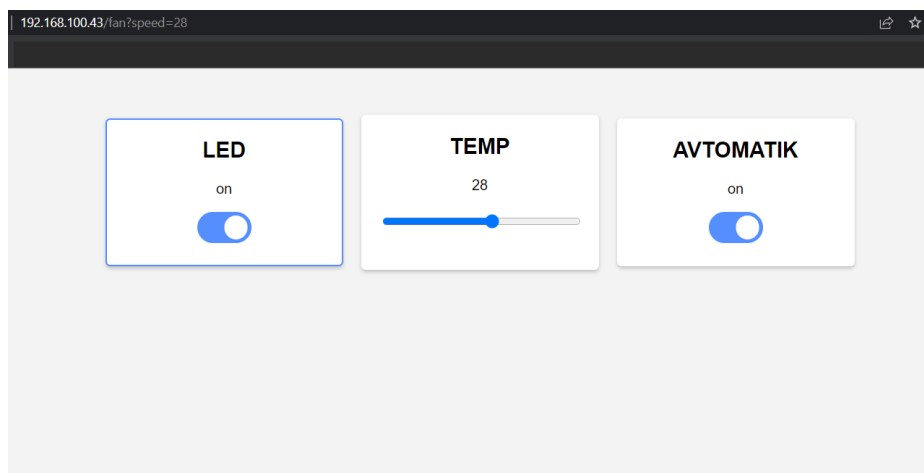 192.168.100.43/fan?speed=28
LED
on
TEMP
28
AVTOMATIK
on